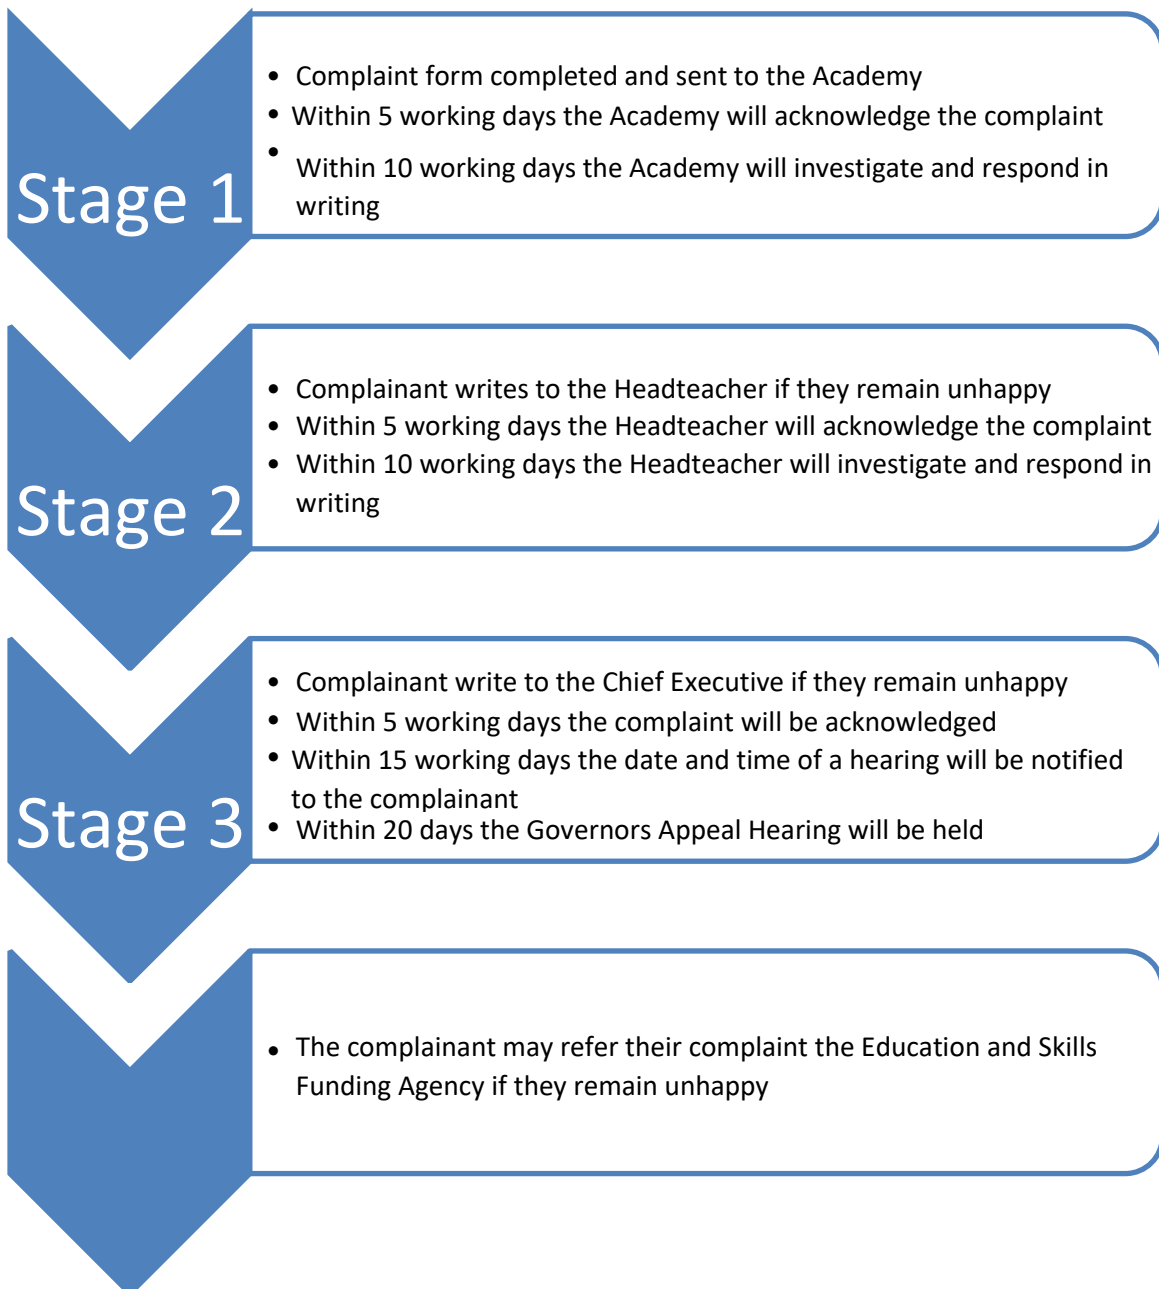 Stage 1
• Complaint form completed and sent to the Academy
• Within 5 working days the Academy will acknowledge the complaint
• Within 10 working days the Academy will investigate and respond in
writing
Stage 2
• Complainant writes to the Headteacher if they remain unhappy
• Within 5 working days the Headteacher will acknowledge the complaint
• Within 10 working days the Headteacher will investigate and respond in
writing
Stage 3
• Complainant write to the Chief Executive if they remain unhappy
• Within 5 working days the complaint will be acknowledged
• Within 15 working days the date and time of a hearing will be notified
to the complainant
• Within 20 days the Governors Appeal Hearing will be held
• The complainant may refer their complaint the Education and Skills
Funding Agency if they remain unhappy